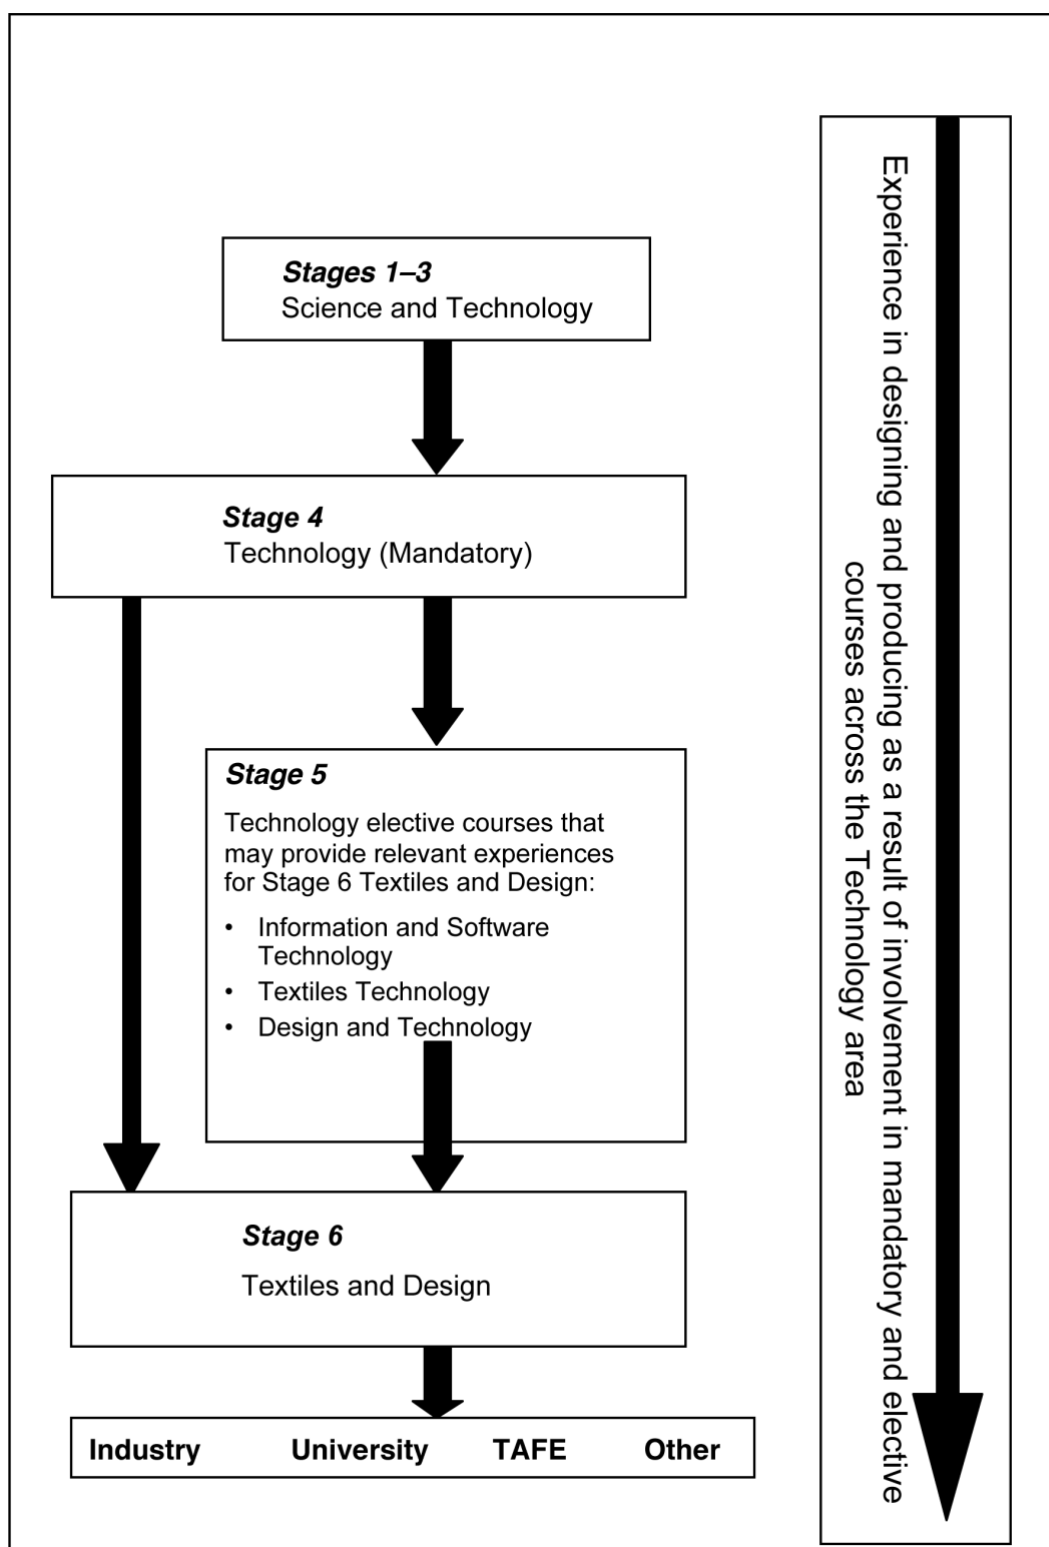 Stages 1–3
Science and Technology
Stage 4
Technology (Mandatory)
Stage 5
Technology elective courses that
may provide relevant experiences
for Stage 6 Textiles and Design:
• Information and Software
Technology
• Textiles Technology
• Design and Technology
Stage 6
Textiles and Design
Industry University TAFE Other
Experience in designing and producing as a result of involvement in mandatory and elective
courses across the Technology area